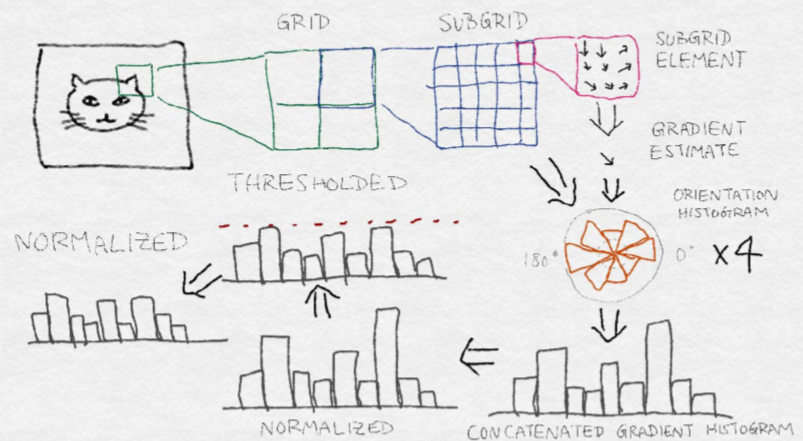 GRID
SUBGRID
SUBGRID
ELEMENT
GRADIENT
ESTIMATE
THRESHOLDED
ORIENTATION
HISTOGRAM
NORMALIZED
180°
0°
x4
NORMALIZED
CONCATENATED GRADIENT HISTOGRAM